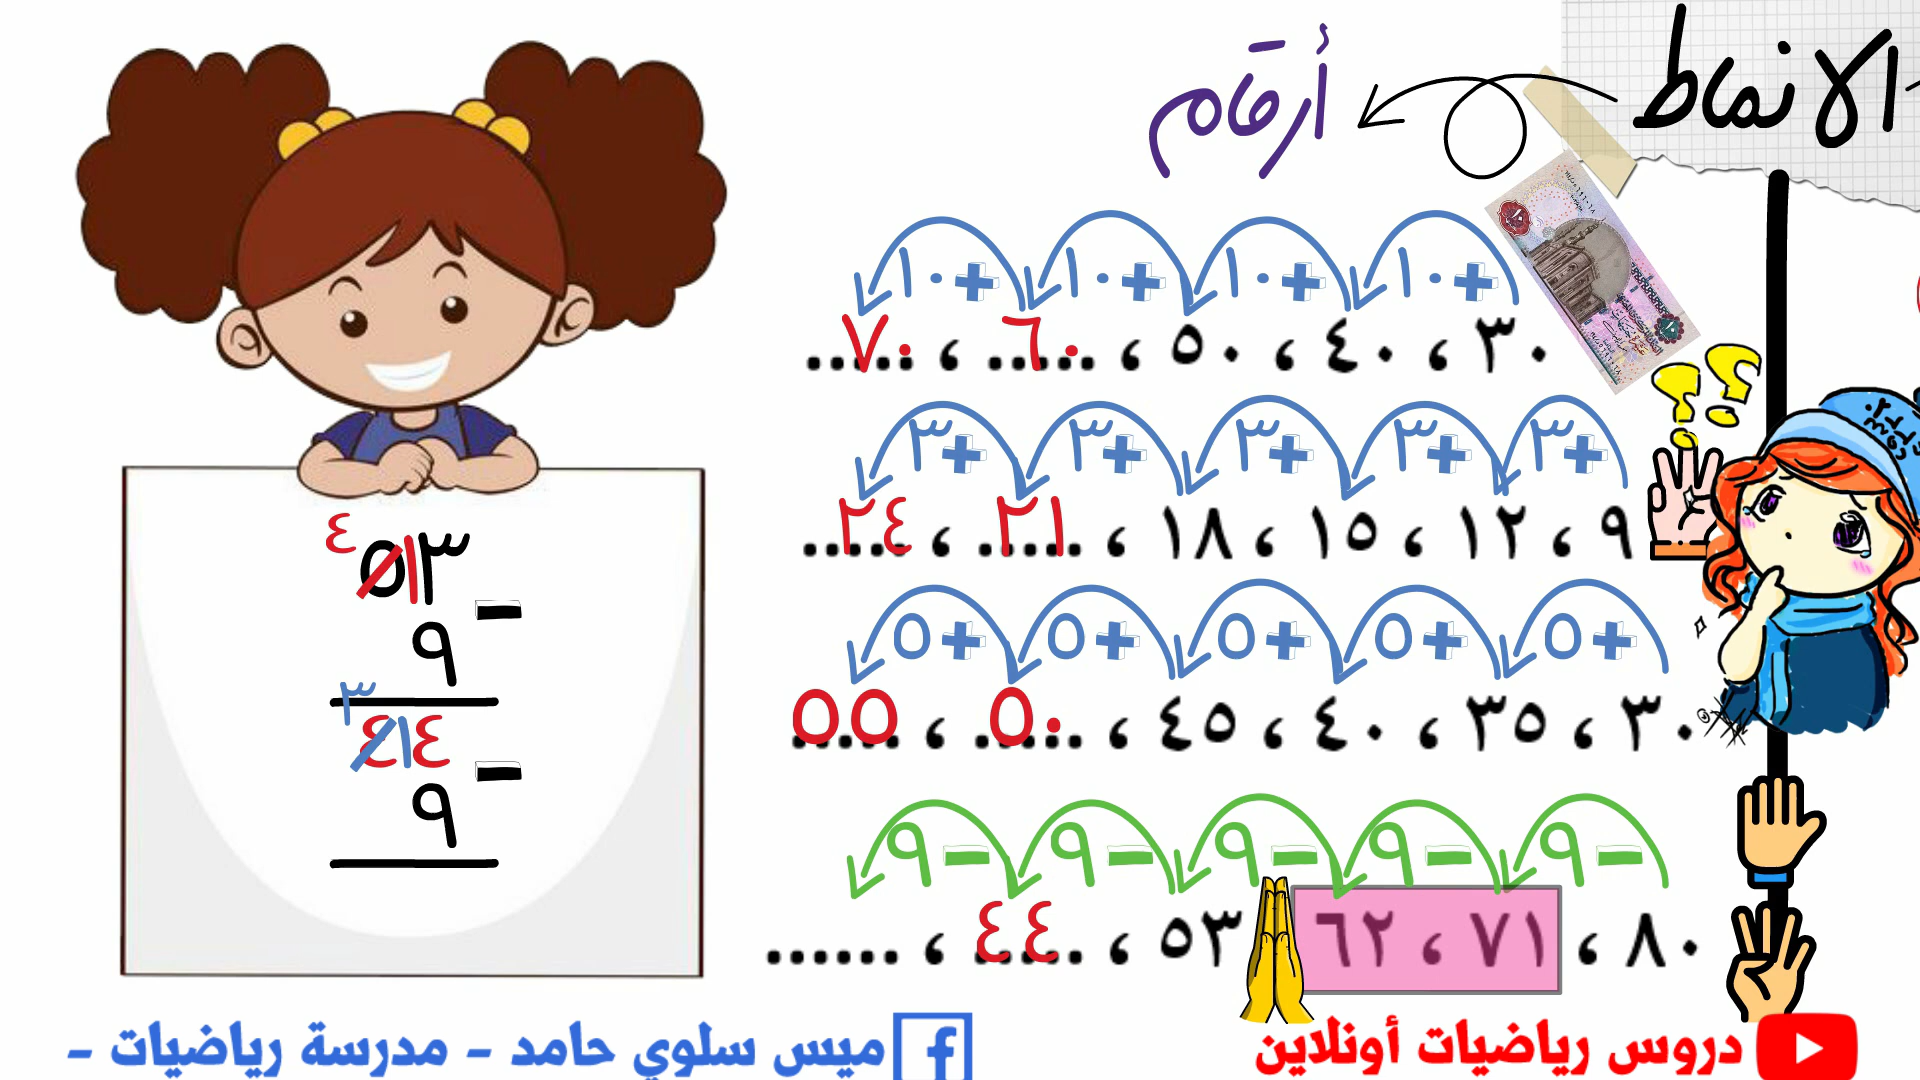 الانماط
أرقام
+١٠ +١٠ +١٠ +١٠
٣٠ ، ٤٠ ، ٥٠ ، ٦٠ ، ٧٠
+٣ +٣ +٣ +٣ +٣
٩ ، ١٢ ، ١٥ ، ١٨ ، ٢١ ، ٢٤
+٥ +٥ +٥ +٥ +٥
٣٠ ، ٣٥ ، ٤٠ ، ٤٥ ، ٥٠ ، ٥٥
-٩ -٩ -٩ -٩ -٩
٨٠ ، ٧١ ، ٦٢ ، ٥٣ ، ٤٤ ، ......
٤
٥١٣
-
٩
٣
٤١٤
-
٩
دروس رياضيات أونلاين
ميس سلوي حامد - مدرسة رياضيات -